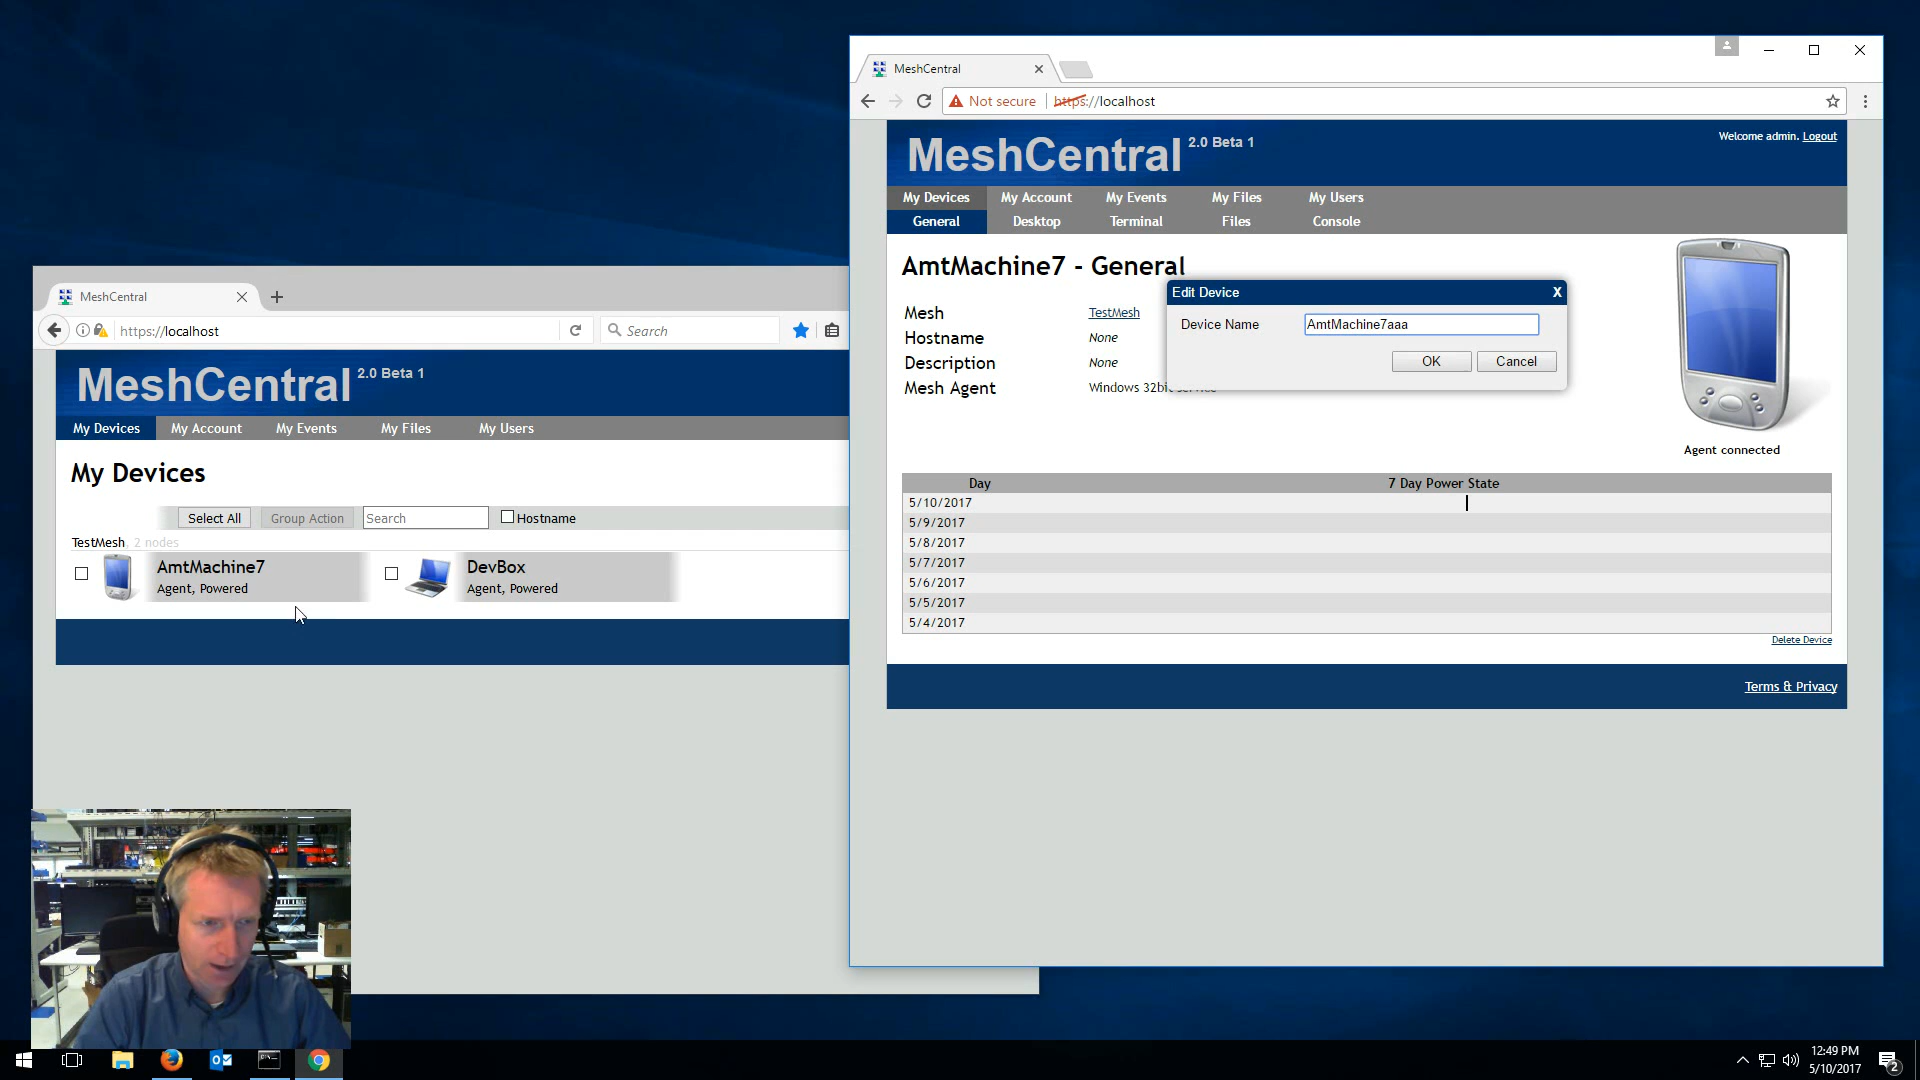 MeshCentral
Not secure https://localhost
MeshCentral 2.0 Beta 1
Welcome admin. Logout
My Devices My Account My Events My Files My Users
General Desktop Terminal Files Console
AmtMachine7 - General
Edit Device X
Device Name AmtMachine7aaa
OK Cancel
Mesh TestMesh
Hostname None
Description None
Mesh Agent Windows 32bit service
Agent connected
Day 7 Day Power State
5/10/2017
5/9/2017
5/8/2017
5/7/2017
5/6/2017
5/5/2017
5/4/2017
Delete Device
Terms & Privacy
MeshCentral
https://localhost Search
MeshCentral 2.0 Beta 1
My Devices My Account My Events My Files My Users
My Devices
Select All Group Action Search Hostname
TestMesh, 2 nodes
AmtMachine7
Agent, Powered
DevBox
Agent, Powered
12:49 PM
5/10/2017
2